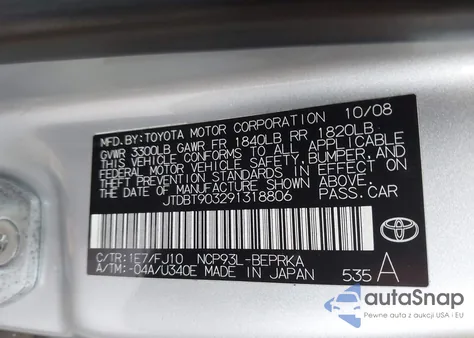 MFD.BY:TOYOTA MOTOR CORPORATION 10/08
GVWR 3300LB GAWR FR 1840LB RR 1820LB
THIS VEHICLE CONFORMS TO ALL APPLICABLE
FEDERAL MOTOR VEHICLE SAFETY, BUMPER, AND
THEFT PREVENTION STANDARDS IN EFFECT ON
THE DATE OF MANUFACTURE SHOWN ABOVE.
JTDBT903291318806 PASS.CAR
TOYOTA
C/TR:1E7/FJ10 NCP93L-BEPRKA
A/TM:-04A/U340E MADE IN JAPAN 535 A
autaSnap
Pewne auta z aukcji USA i EU